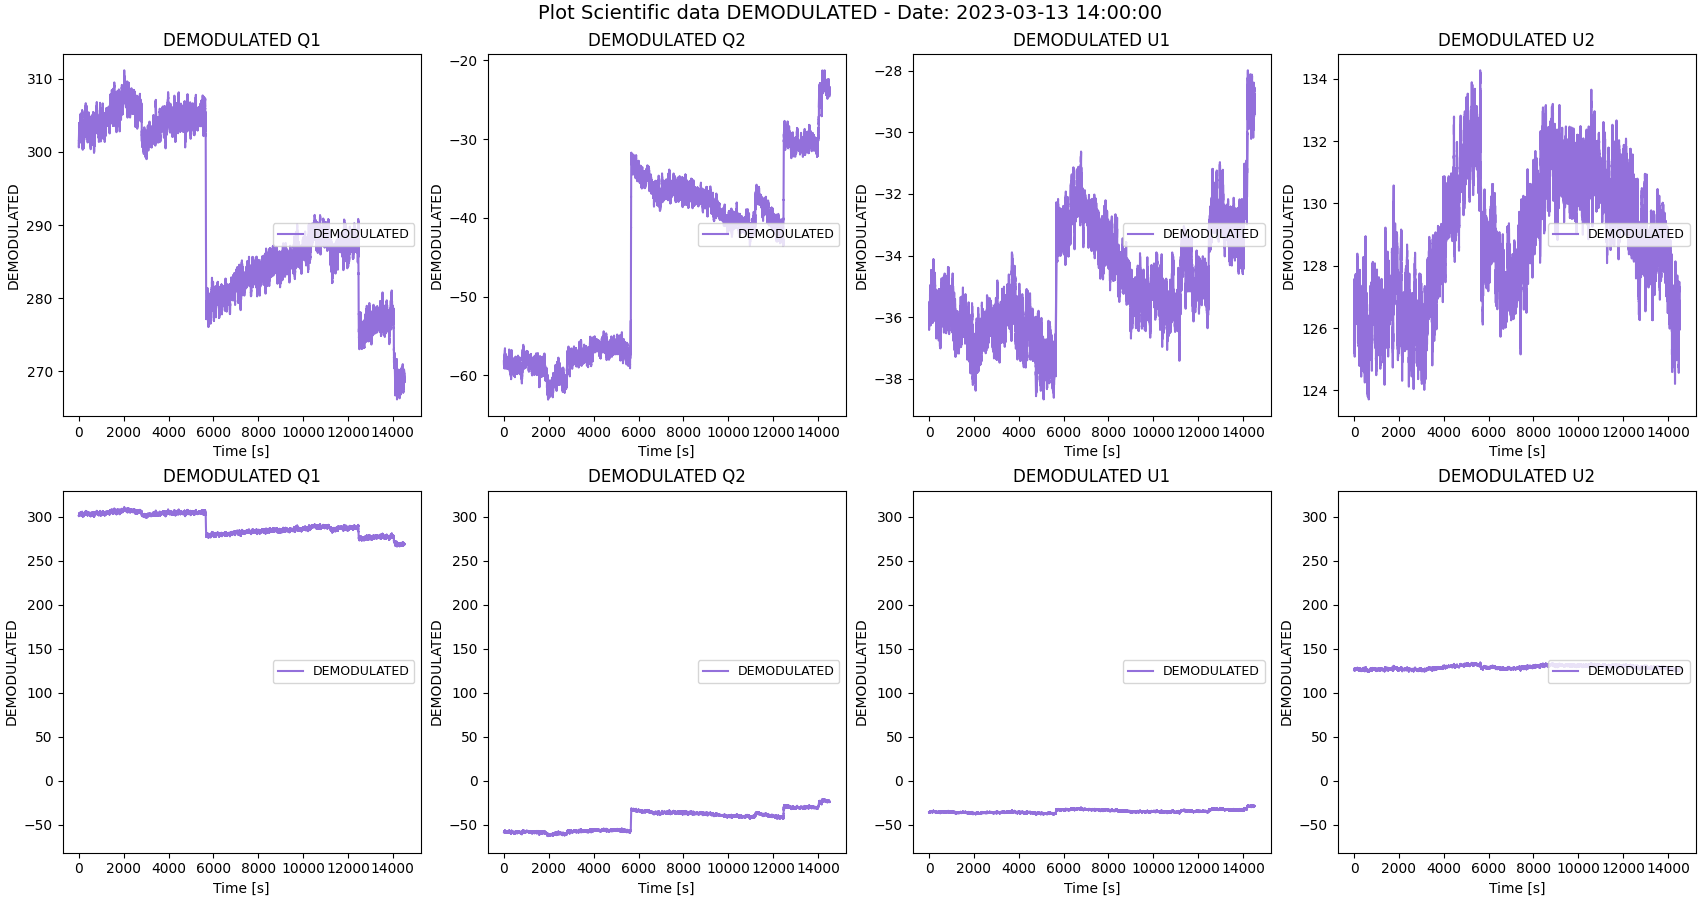 Plot Scientific data DEMODULATED - Date: 2023-03-13 14:00:00
DEMODULATED Q1
DEMODULATED
310
300
290
280
270
DEMODULATED
0 2000 4000 6000 8000 10000 12000 14000
Time [s]
DEMODULATED Q2
DEMODULATED
−20
−30
−40
−50
−60
DEMODULATED
0 2000 4000 6000 8000 10000 12000 14000
Time [s]
DEMODULATED U1
DEMODULATED
−28
−30
−32
−34
−36
−38
DEMODULATED
0 2000 4000 6000 8000 10000 12000 14000
Time [s]
DEMODULATED U2
DEMODULATED
134
132
130
128
126
124
DEMODULATED
0 2000 4000 6000 8000 10000 12000 14000
Time [s]
DEMODULATED Q1
DEMODULATED
300
250
200
150
100
50
0
−50
DEMODULATED
0 2000 4000 6000 8000 10000 12000 14000
Time [s]
DEMODULATED Q2
DEMODULATED
300
250
200
150
100
50
0
−50
DEMODULATED
0 2000 4000 6000 8000 10000 12000 14000
Time [s]
DEMODULATED U1
DEMODULATED
300
250
200
150
100
50
0
−50
DEMODULATED
0 2000 4000 6000 8000 10000 12000 14000
Time [s]
DEMODULATED U2
DEMODULATED
300
250
200
150
100
50
0
−50
DEMODULATED
0 2000 4000 6000 8000 10000 12000 14000
Time [s]